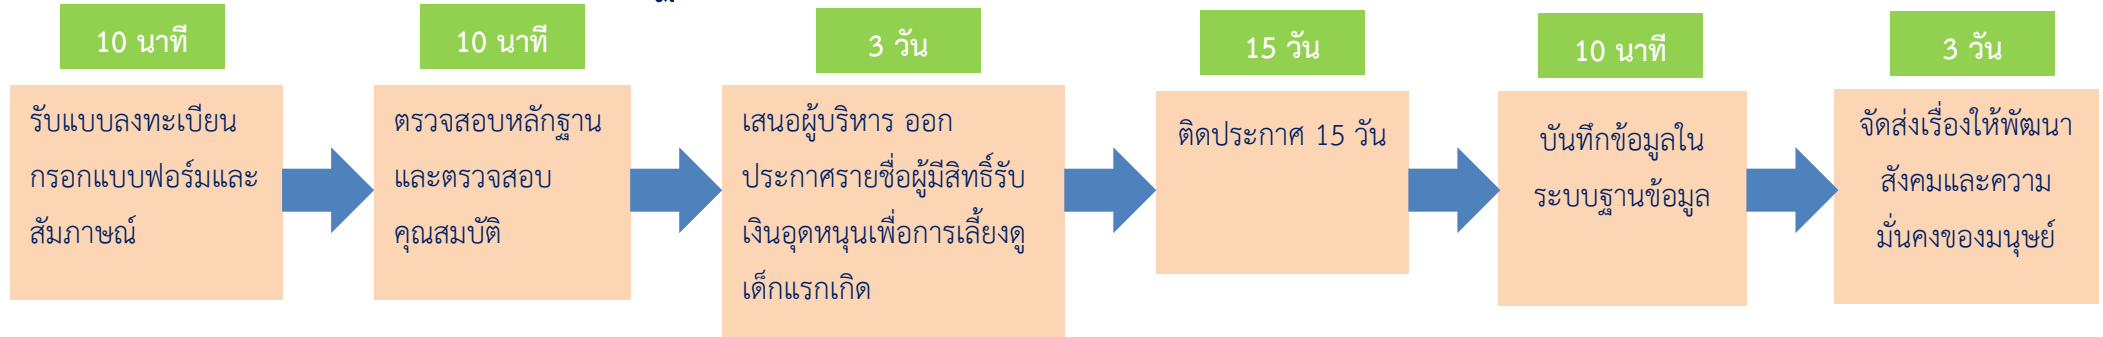 10 นาที
รับแบบลงทะเบียน
กรอกแบบฟอร์มและ
สัมภาษณ์
10 นาที
ตรวจสอบหลักฐาน
และตรวจสอบ
คุณสมบัติ
3 วัน
เสนอผู้บริหาร ออก
ประกาศรายชื่อผู้มีสิทธิ์รับ
เงินอุดหนุนเพื่อการเลี้ยงดู
เด็กแรกเกิด
15 วัน
ติดประกาศ 15 วัน
10 นาที
บันทึกข้อมูลใน
ระบบฐานข้อมูล
3 วัน
จัดส่งเรื่องให้พัฒนา
สังคมและความ
มั่นคงของมนุษย์